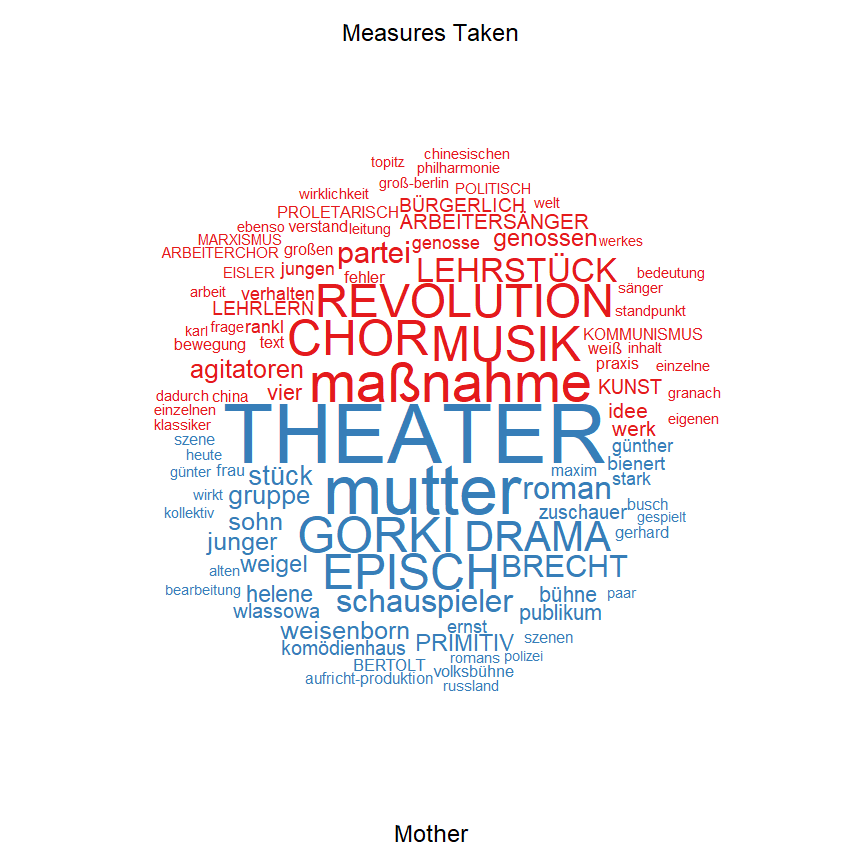 Measures Taken
chinesischen
topitz
philharmonie
groß-berlin
POLITISCH
wirklichkeit
BÜRGERLICH
welt
PROLETARISCH
ARBEITERSÄNGER
ebenso
verstand
leitung
MARXISMUS
genosse
genossen
werkes
ARBEITERCHOR
großen
partei
EISLER
jungen
fehler
LEHRSTÜCK
bedeutung
arbeit
verhalten
sänger
LEHRLERN
REVOLUTION
standpunkt
karl
frage
rankl
KOMMUNISMUS
bewegung
text
CHOR
MUSIK
weiß
inhalt
agitatoren
praxis
einzelne
dadurch
china
vier
maßnahme
KUNST
granach
einzelnen
idee
klassiker
werk
eigenen
szene
THEATER
günther
heute
günter
frau
stück
maxim
bienert
stark
wirkt
gruppe
mutter
roman
kollektiv
zuschauer
busch
gespielt
sohn
junger
GORKI
DRAMA
gerhard
alten
weigel
EPISCH
BRECHT
bearbeitung
helene
schauspieler
bühne
paar
wlassowa
publikum
weisenborn
ernst
komödienhaus
PRIMITIV
szenen
BERTOLT
romans
polizei
aufricht-produktion
volksbühne
russland
Mother